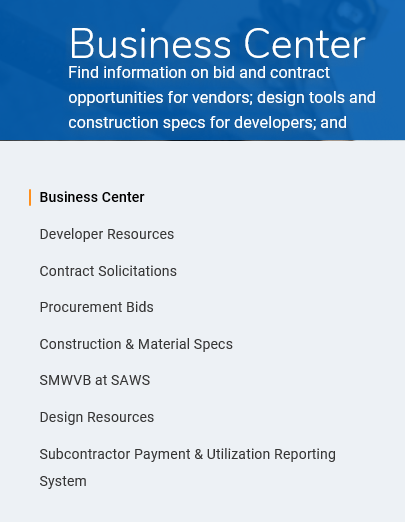 Business Center
Find information on bid and contract
opportunities for vendors; design tools and
construction specs for developers; and
Business Center
Developer Resources
Contract Solicitations
Procurement Bids
Construction & Material Specs
SMWVB at SAWS
Design Resources
Subcontractor Payment & Utilization Reporting
System